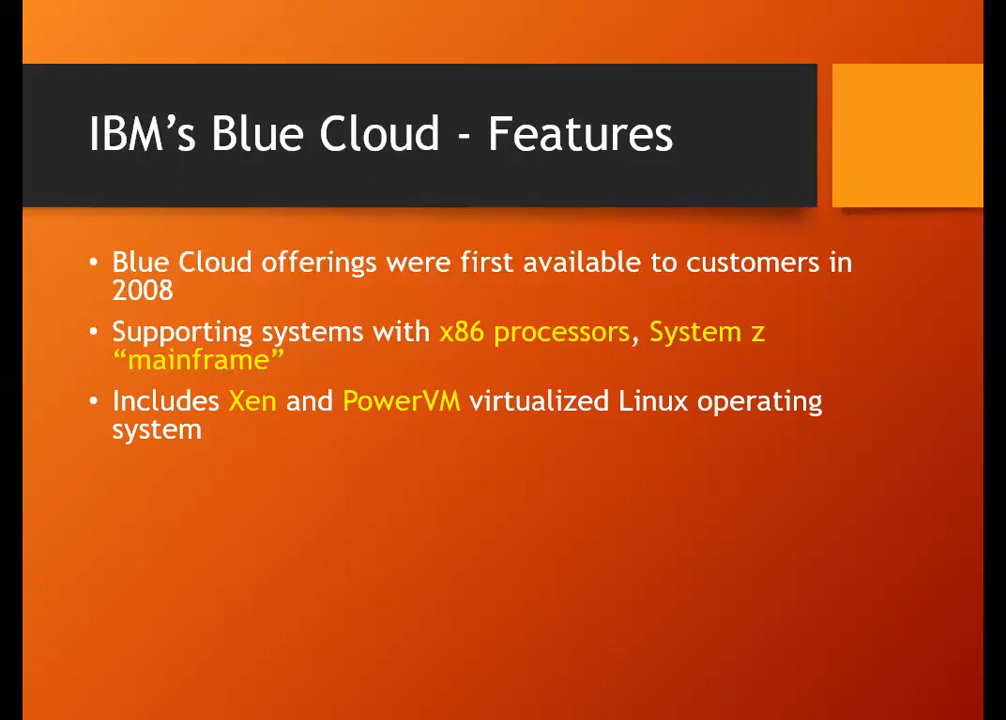 IBM’s Blue Cloud - Features
• Blue Cloud offerings were first available to customers in
2008
• Supporting systems with x86 processors, System z
“mainframe”
• Includes Xen and PowerVM virtualized Linux operating
system